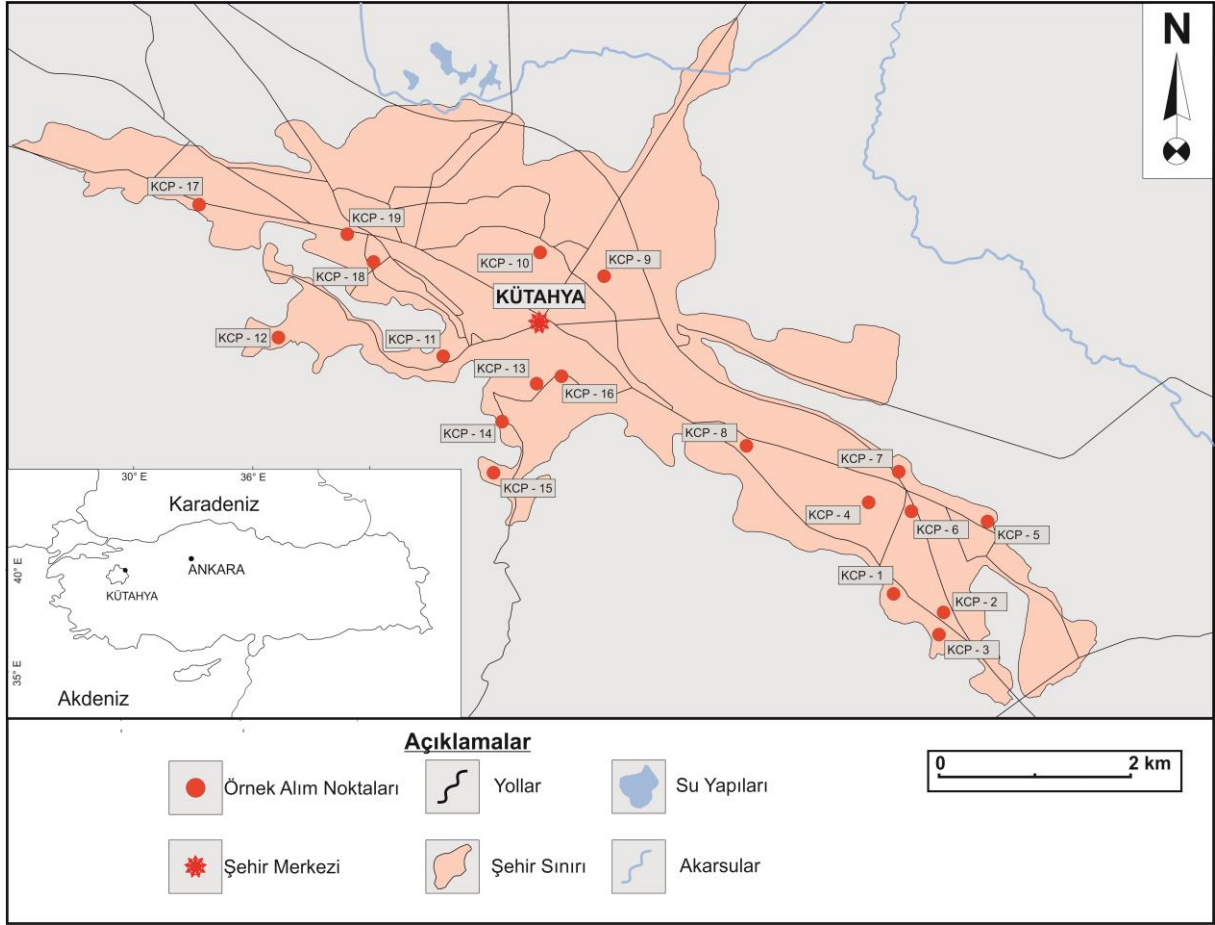 N
KCP - 17
KCP - 19
KCP - 18
KCP - 10
KCP - 9
KÜTAHYA
KCP - 12
KCP - 11
KCP - 13
KCP - 16
KCP - 14
KCP - 8
KCP - 7
KCP - 15
KCP - 4
KCP - 6
KCP - 5
KCP - 1
KCP - 2
KCP - 3
30° E
36° E
Karadeniz
40° E
ANKARA
KÜTAHYA
35° E
Akdeniz
Açıklamalar
Örnek Alım Noktaları
Yollar
Su Yapıları
0 2 km
Şehir Merkezi
Şehir Sınırı
Akarsular